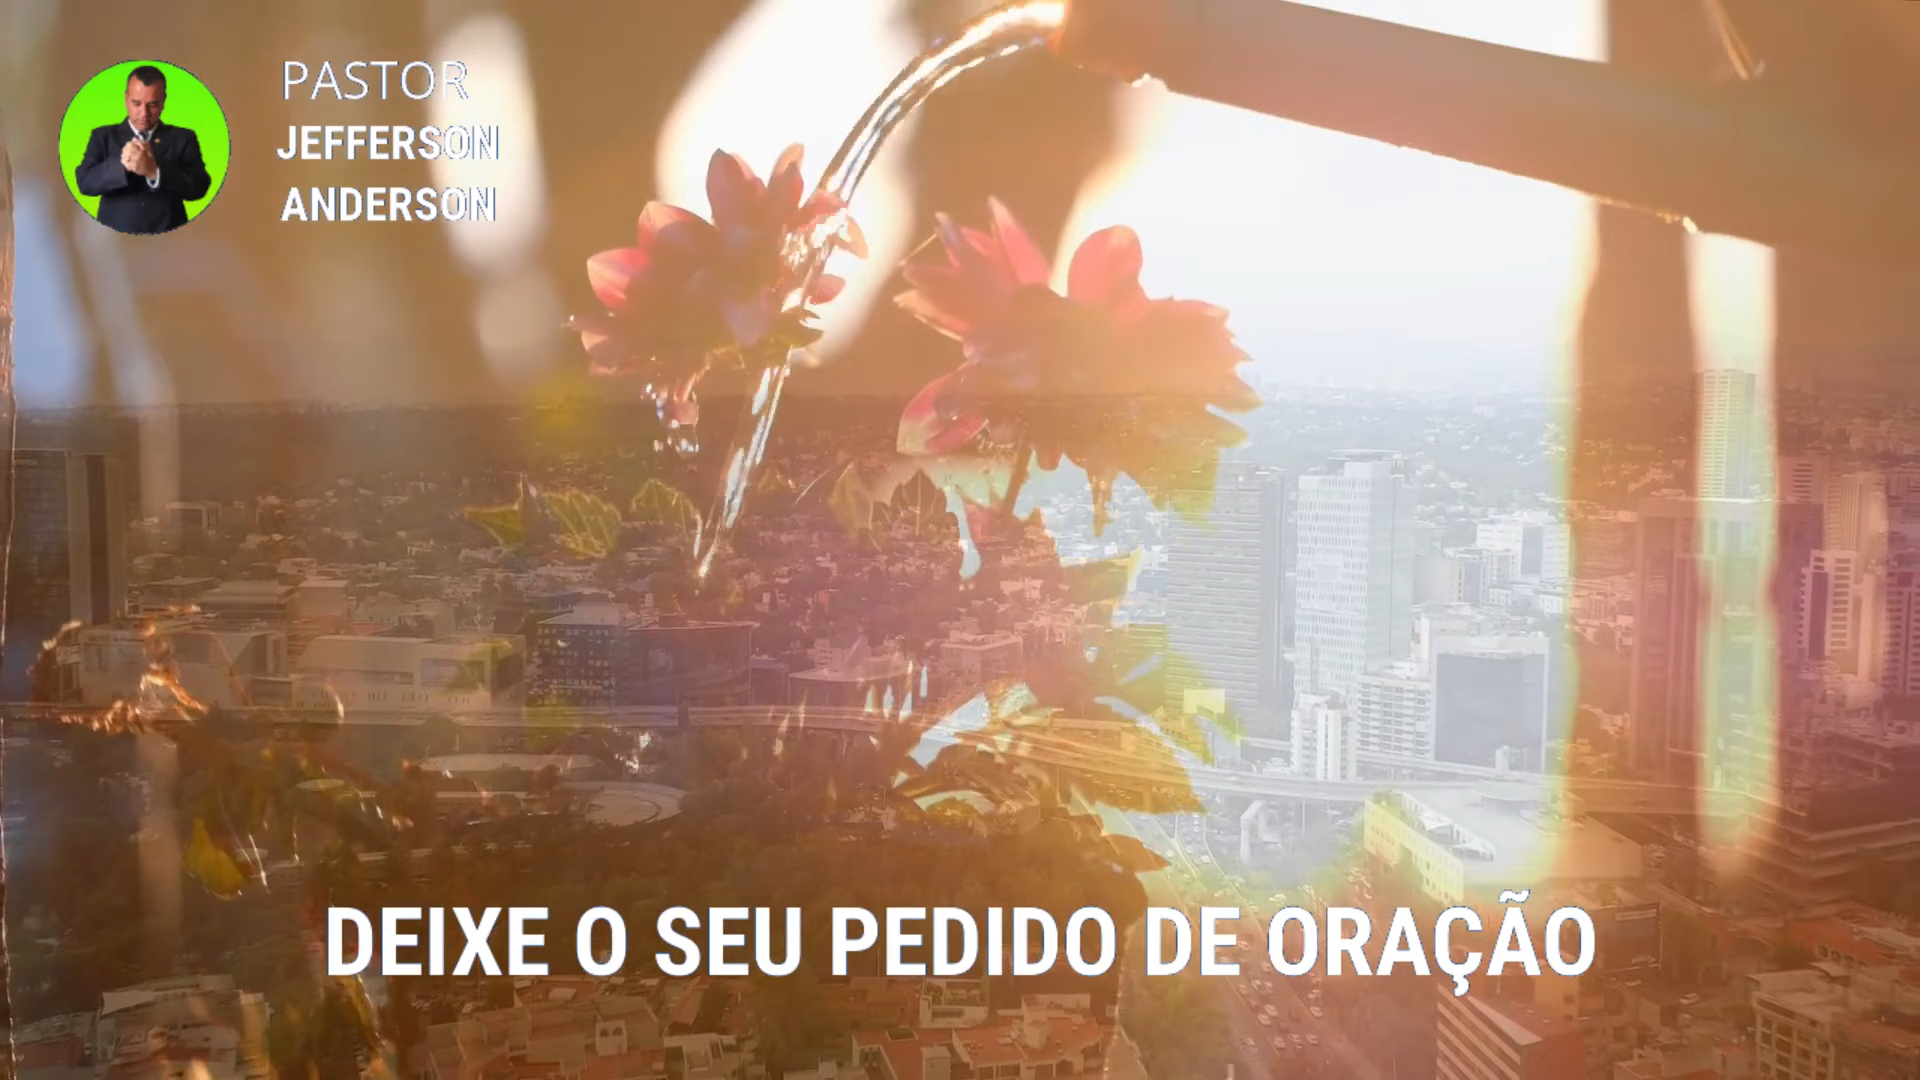 PASTOR
JEFFERSON
ANDERSON
DEIXE O SEU PEDIDO DE ORAÇÃO